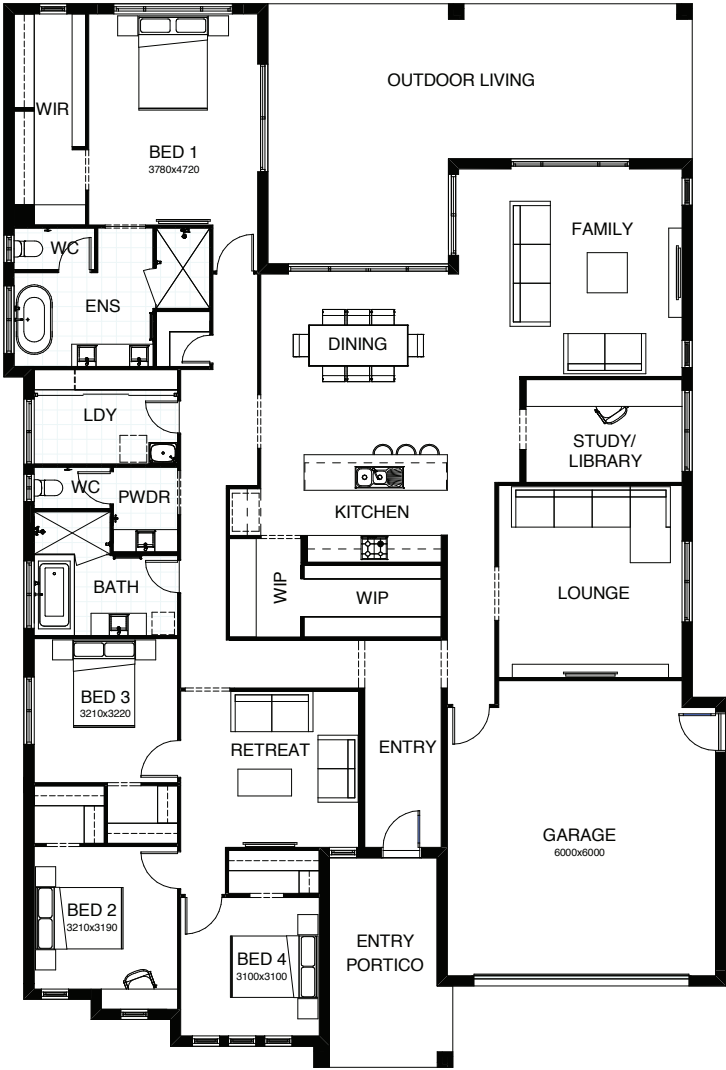 OUTDOOR LIVING
WIR
BED 1
3780x4720
FAMILY
WC
ENS
DINING
LDY
STUDY/
LIBRARY
WC
PWDR
KITCHEN
BATH
WIP
WIP
LOUNGE
BED 3
3210x3220
RETREAT
ENTRY
GARAGE
6000x6000
BED 2
3210x3190
BED 4
3100x3100
ENTRY
PORTICO